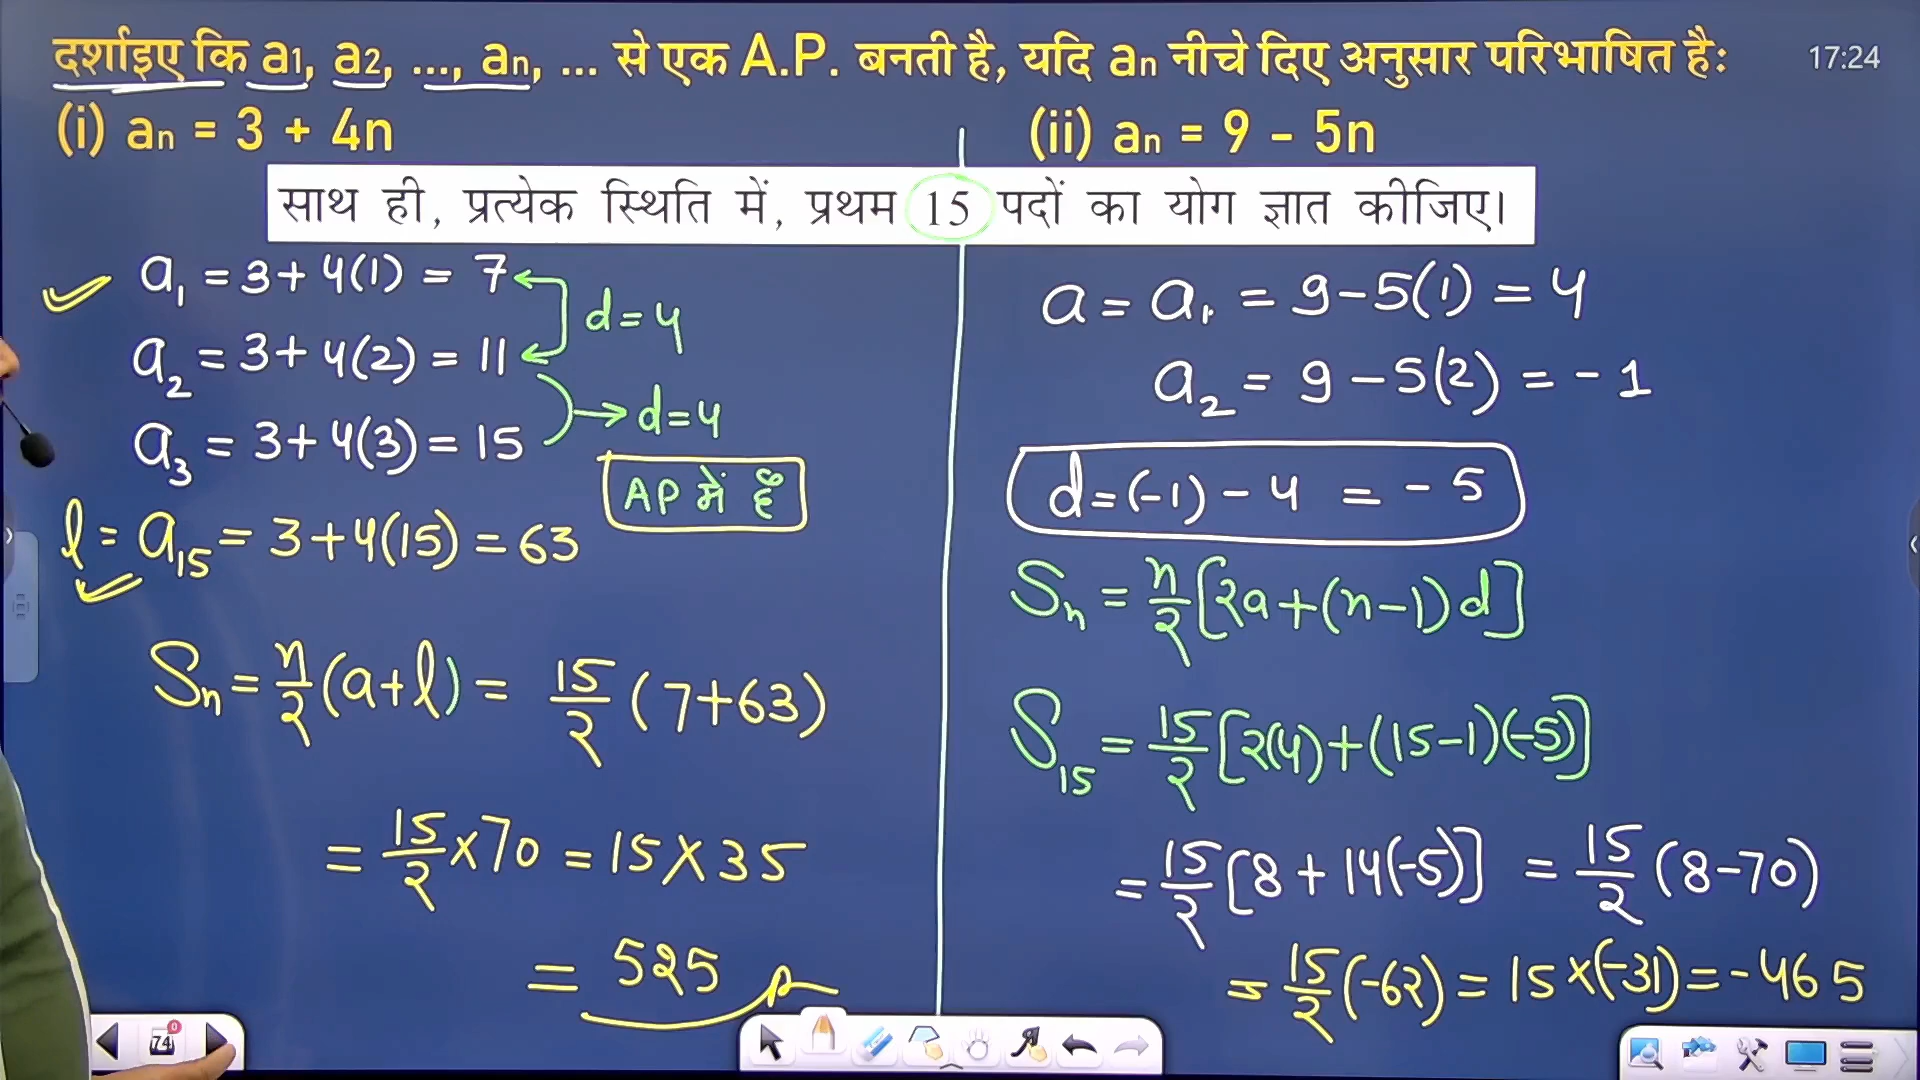 दर्शाइए कि a1, a2, ..., an, ... से एक A.P. बनती है, यदि an नीचे दिए अनुसार परिभाषित है:
17:24
(i) an = 3 + 4n
(ii) an = 9 - 5n
साथ ही, प्रत्येक स्थिति में, प्रथम 15 पदों का योग ज्ञात कीजिए।
a₁ = 3 + 4(1) = 7
d = 4
a₂ = 3 + 4(2) = 11
d = 4
a₃ = 3 + 4(3) = 15
AP में है
l = a₁₅ = 3 + 4(15) = 63
Sₙ = n/2 (a + l) = 15/2 (7 + 63)
= 15/2 × 70 = 15 × 35
= 525
a = a₁ = 9 - 5(1) = 4
a₂ = 9 - 5(2) = -1
d = (-1) - 4 = -5
Sₙ = n/2 [2a + (n-1)d]
S₁₅ = 15/2 [2(4) + (15-1)(-5)]
= 15/2 [8 + 14(-5)] = 15/2 (8-70)
= 15/2 (-62) = 15 × (-31) = -465
74
0